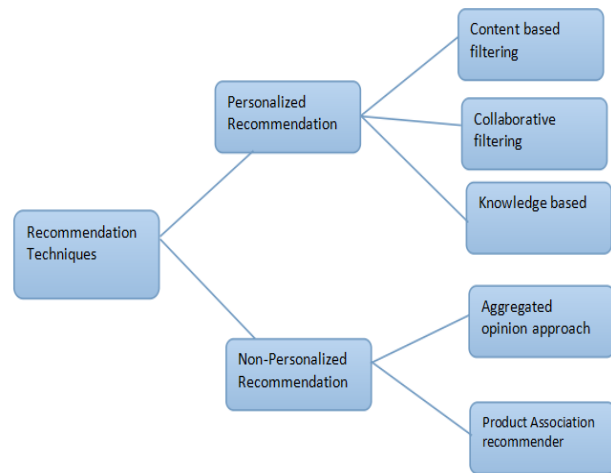 Content based
filtering
Personalized
Recommendation
Collaborative
filtering
Knowledge based
Recommendation
Techniques
Aggregated
opinion approach
Non-Personalized
Recommendation
Product Association
recommender